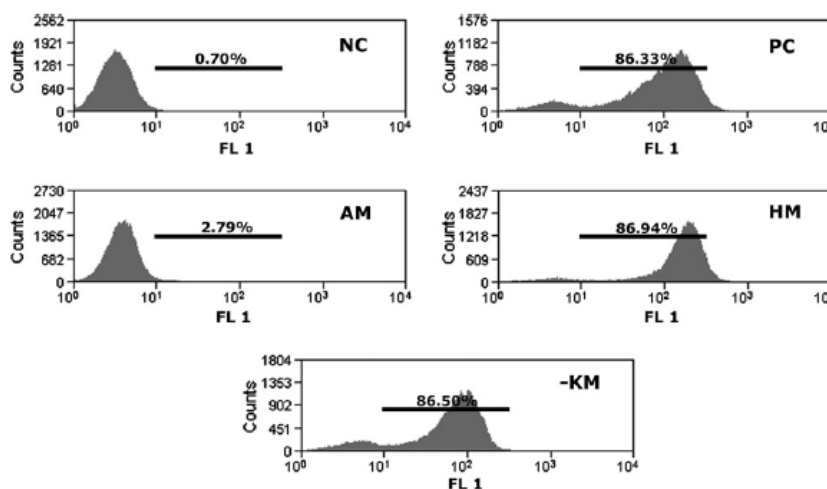 2562
1921
1281
640
0
Counts
0.70%
NC
10⁰ 10¹ 10² 10³ 10⁴
FL 1
1576
1182
788
394
0
Counts
86.33%
PC
10⁰ 10¹ 10² 10³
FL 1
2730
2047
1365
682
0
Counts
2.79%
AM
10⁰ 10¹ 10² 10³ 10⁴
FL 1
2437
1827
1218
609
0
Counts
86.94%
HM
10⁰ 10¹ 10² 10³
FL 1
1804
1353
902
451
0
Counts
86.50%
-KM
10⁰ 10¹ 10² 10³ 10⁴
FL 1